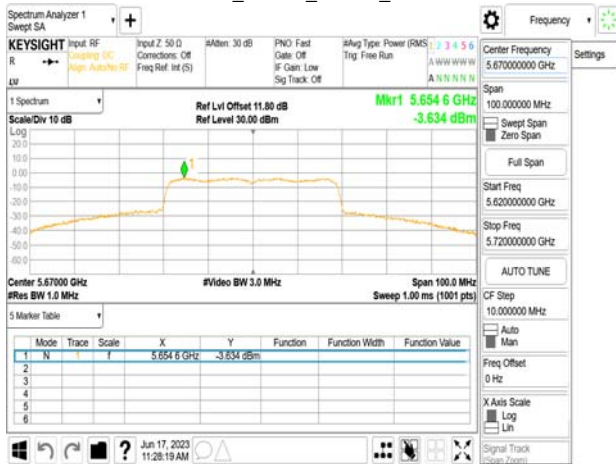 Spectrum Analyzer 1
Swept SA
Frequency
KEYSIGHT
Input: RF
Coupling: DC
Align: Auto/No RF
Input Z: 50 Ω
Corrections: Off
Freq Ref: Int (S)
#Atten: 30 dB
PNO: Fast
Gate: Off
IF Gain: Low
Sig Track: Off
#Avg Type: Power (RMS
Trig: Free Run
1 2 3 4 5 6
A W W W W W
A N N N N N
R
LV
Center Frequency
5.670000000 GHz
Settings
Span
100.000000 MHz
Swept Span
Zero Span
Full Span
Start Freq
5.620000000 GHz
Stop Freq
5.720000000 GHz
AUTO TUNE
CF Step
10.000000 MHz
Auto
Man
Freq Offset
0 Hz
X Axis Scale
Log
Lin
Signal Track
(Span Zoom)
1 Spectrum
Scale/Div 10 dB
Ref Lvl Offset 11.80 dB
Ref Level 30.00 dBm
Mkr1 5.654 6 GHz
-3.634 dBm
Log
20.0
10.0
0.00
-10.0
-20.0
-30.0
-40.0
-50.0
-60.0
1
Center 5.67000 GHz
#Res BW 1.0 MHz
#Video BW 3.0 MHz
Span 100.0 MHz
Sweep 1.00 ms (1001 pts)
5 Marker Table
Mode Trace Scale X Y Function Function Width Function Value
1 N 1 f 5.654 6 GHz -3.634 dBm
2
3
4
5
6
Jun 17, 2023
11:28:19 AM